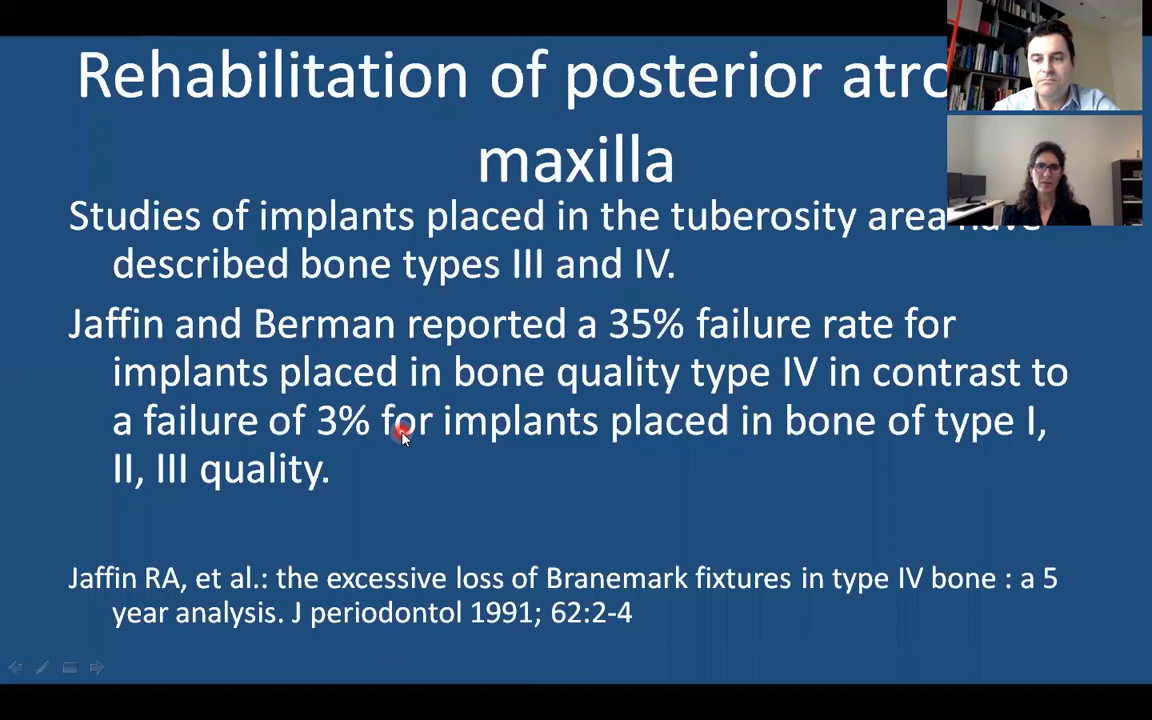 Rehabilitation of posterior atro
maxilla
Studies of implants placed in the tuberosity area have
described bone types III and IV.
Jaffin and Berman reported a 35% failure rate for
implants placed in bone quality type IV in contrast to
a failure of 3% for implants placed in bone of type I,
II, III quality.
Jaffin RA, et al.: the excessive loss of Branemark fixtures in type IV bone : a 5
year analysis. J periodontol 1991; 62:2-4